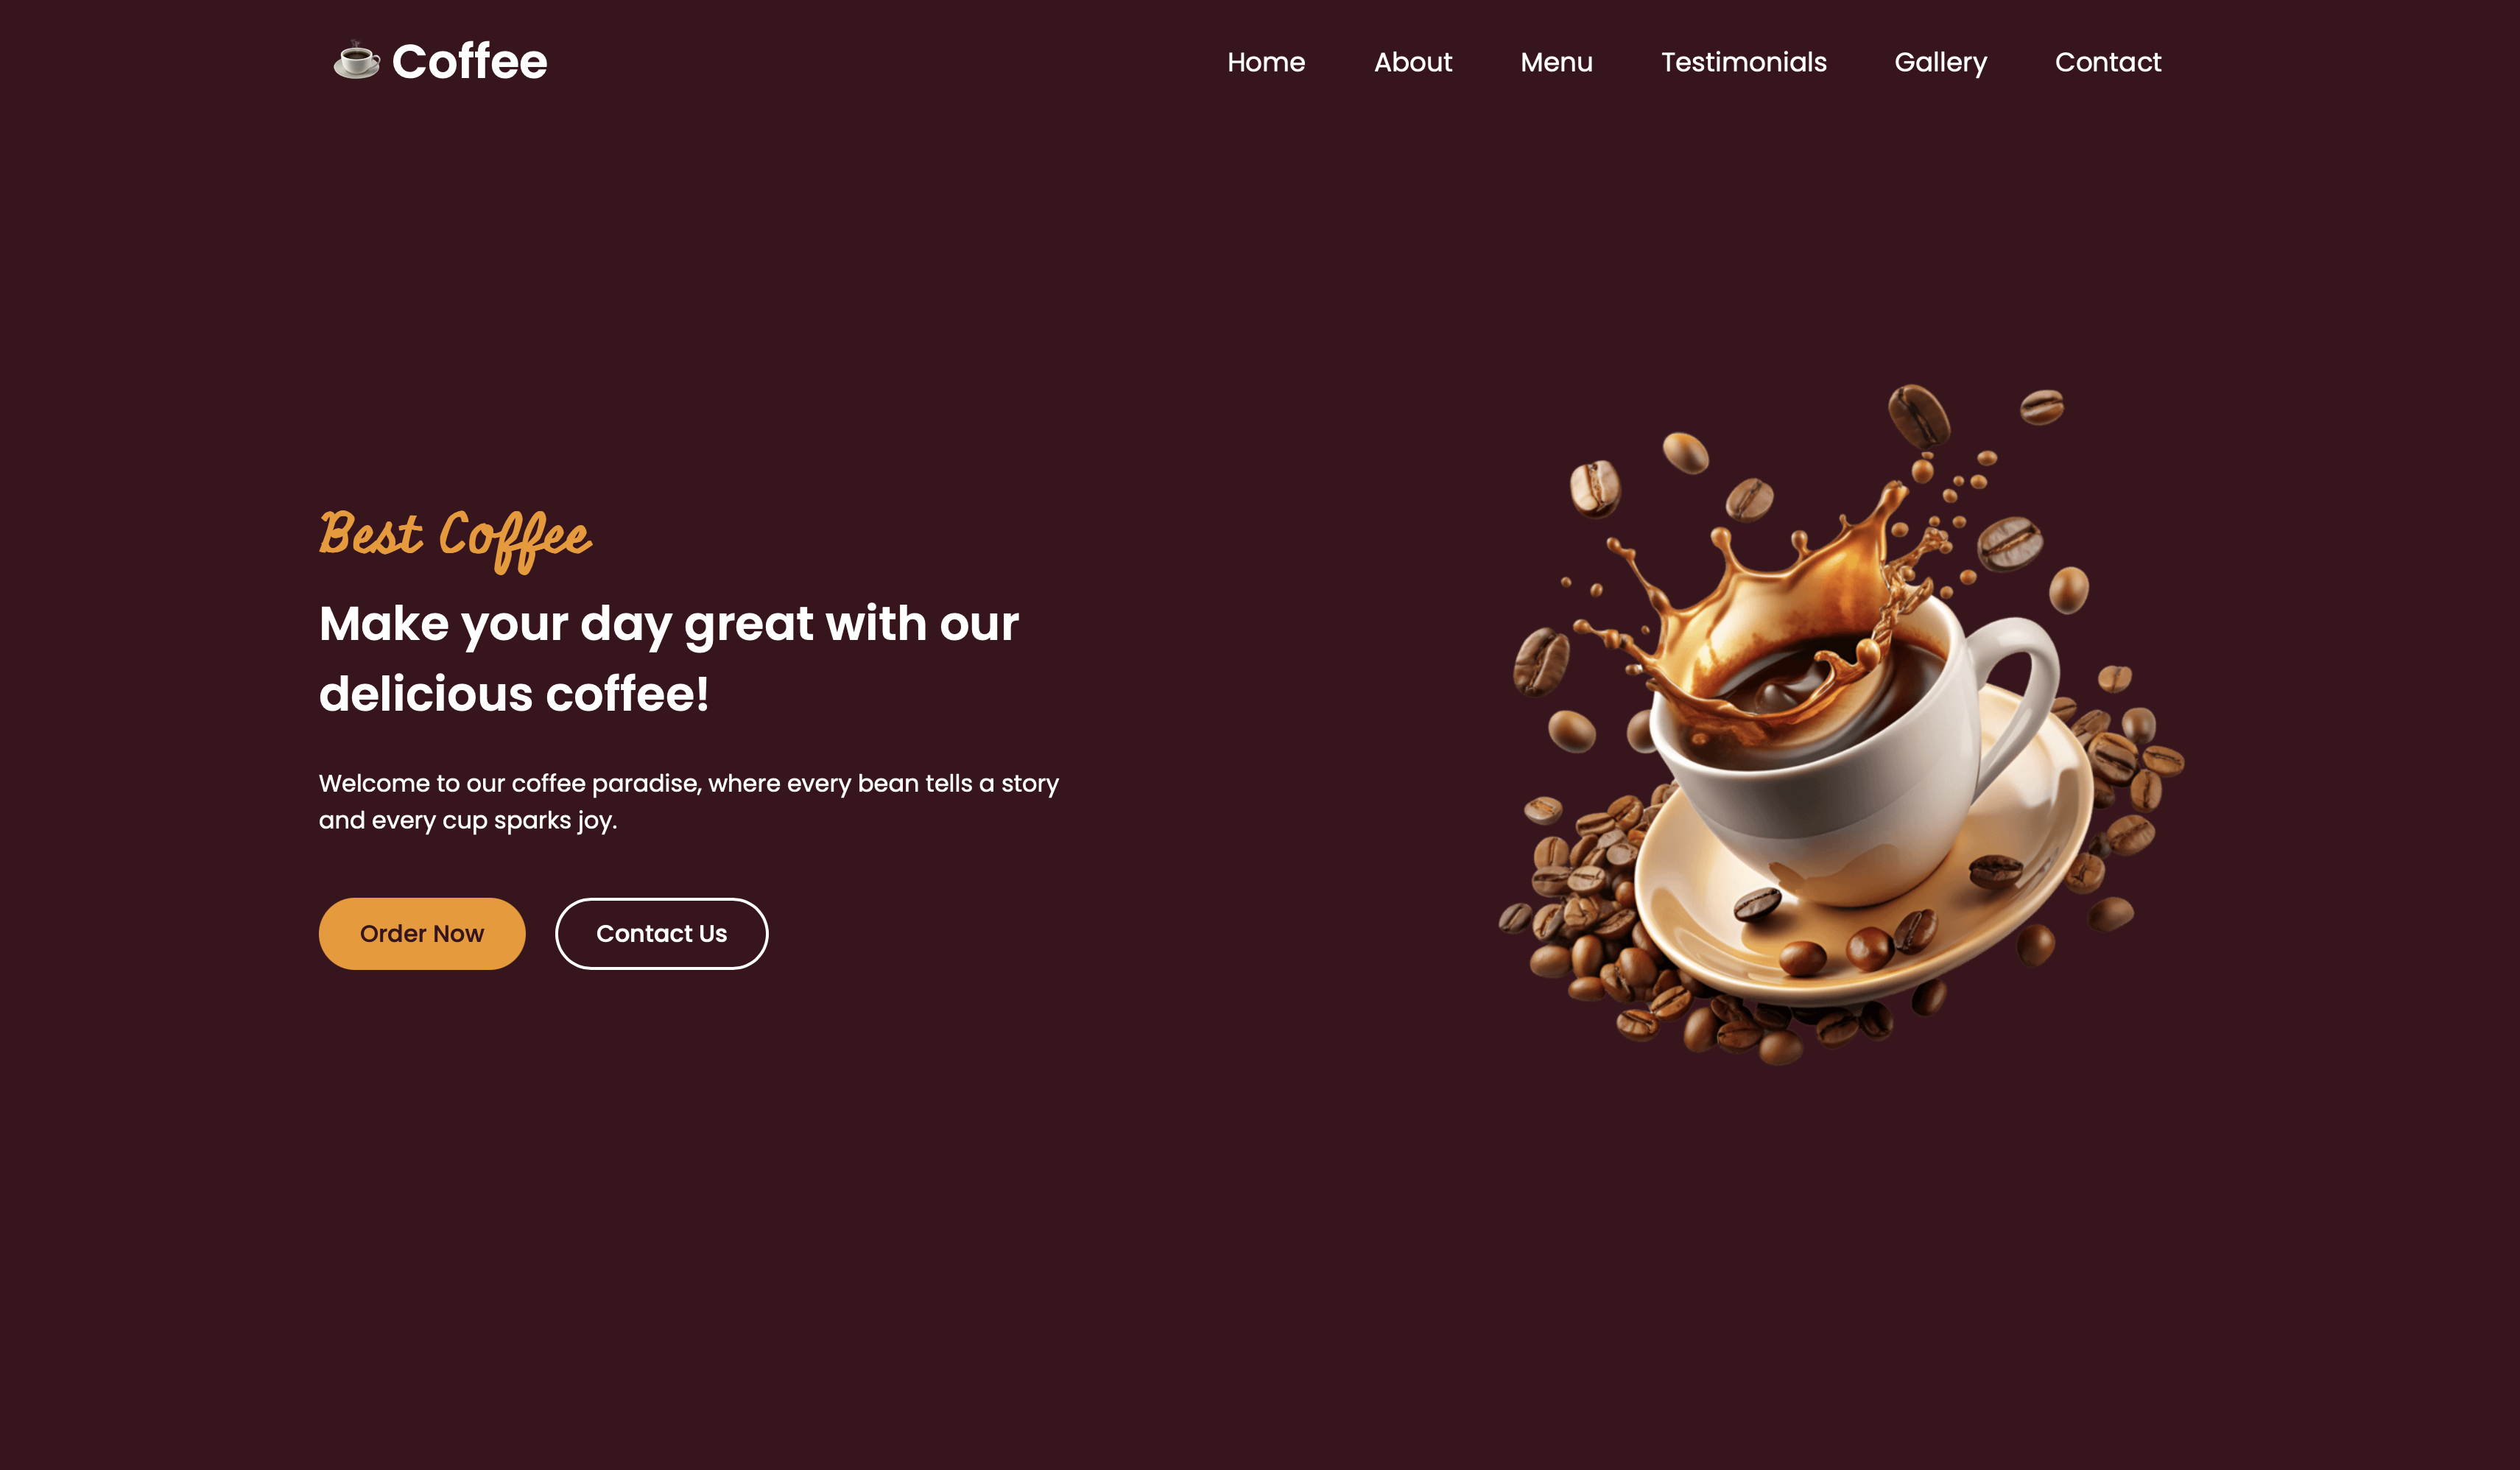 Coffee
Home About Menu Testimonials Gallery Contact
Best Coffee
Make your day great with our
delicious coffee!
Welcome to our coffee paradise, where every bean tells a story
and every cup sparks joy.
Order Now
Contact Us